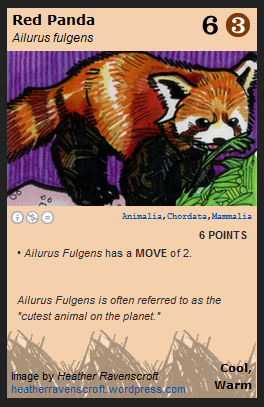 Red Panda
Ailurus fulgens
6 3
Animalia,Chordata,Mammalia
6 POINTS
• Ailurus Fulgens has a MOVE of 2.
Ailurus Fulgens is often referred to as the
"cutest animal on the planet."
Cool,
Warm
Image by Heather Ravenscroft
heatherravenscroft.wordpress.com